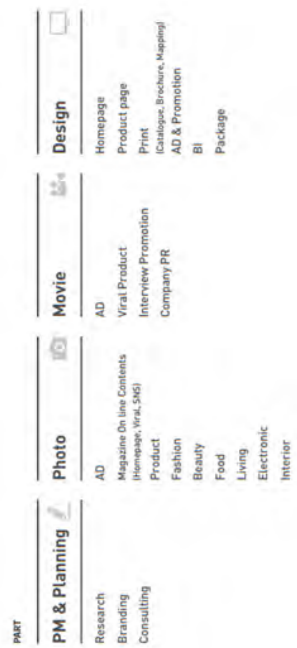 PART
PM & Planning
Research
Branding
Consulting
Photo
AD
Magazine On line Contents
(Homepage, Viral, SNS)
Product
Fashion
Beauty
Food
Living
Electronic
Interior
Movie
AD
Viral Product
Interview Promotion
Company PR
Design
Homepage
Product page
Print
(Catalogue, Brochure, Mapping)
AD & Promotion
BI
Package